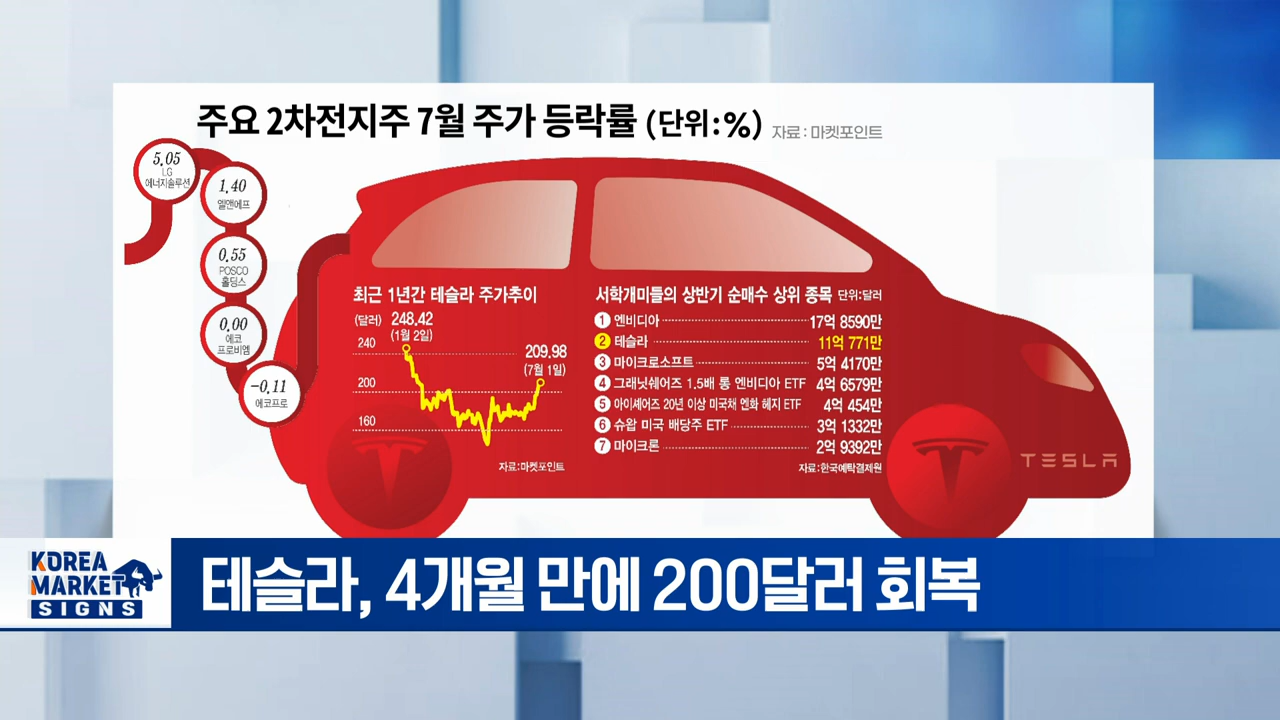 주요 2차전지주 7월 주가 등락률 (단위:%) 자료 : 마켓포인트
5.05
LG
에너지솔루션
1.40
엘앤에프
0.55
POSCO
홀딩스
0.00
에코
프로비엠
-0.11
에코프로
최근 1년간 테슬라 주가추이
(달러)
248.42
(1월 2일)
240
209.98
(7월 1일)
200
160
자료:마켓포인트
서학개미들의 상반기 순매수 상위 종목 단위:달러
1 엔비디아 17억 8590만
2 테슬라 11억 771만
3 마이크로소프트 5억 4170만
4 그래닛쉐어즈 1.5배 롱 엔비디아 ETF 4억 6579만
5 아이셰어즈 20년 이상 미국채 엔화 헤지 ETF 4억 454만
6 슈왑 미국 배당주 ETF 3억 1332만
7 마이크론 2억 9392만
자료:한국예탁결제원
TESLA
KOREA
MARKET
SIGNS
테슬라, 4개월 만에 200달러 회복